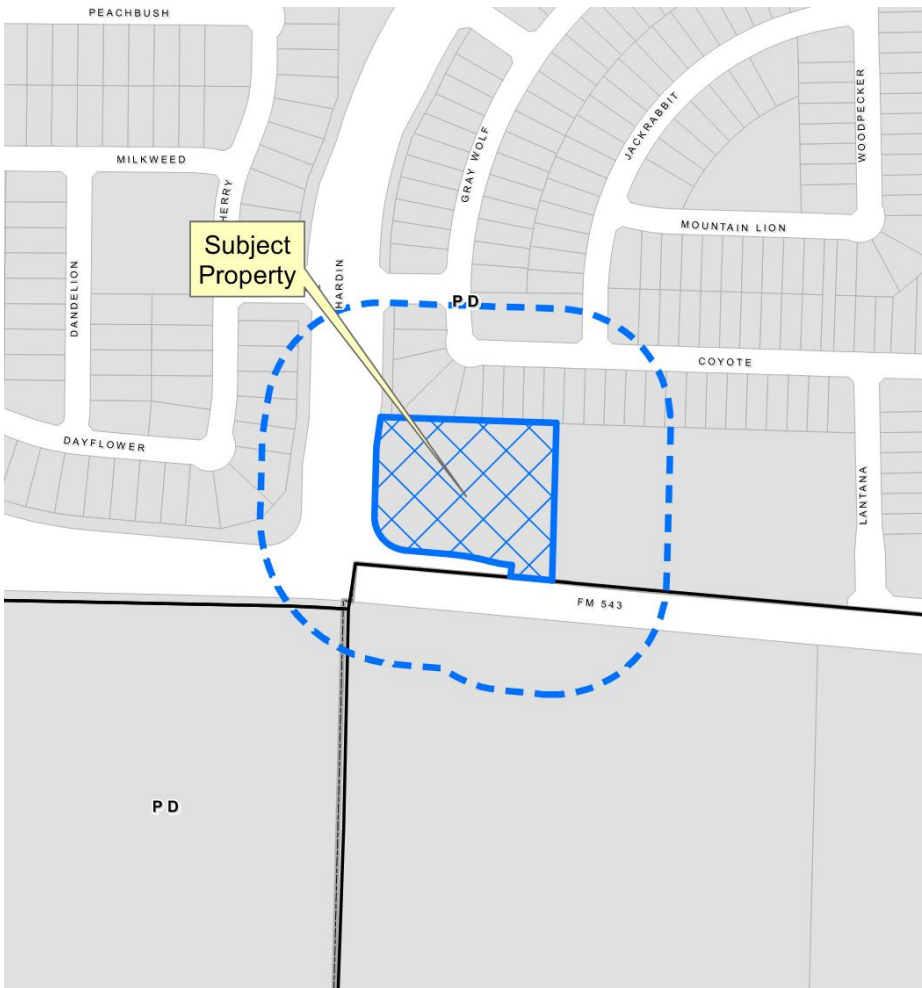 PEACHBUSH
MILKWEED
HERRY
DANDELION
DAYFLOWER
Subject
Property
HARDIN
GRAY WOLF
JACKRABBIT
WOODPECKER
MOUNTAIN LION
PD
COYOTE
LANTANA
FM 543
PD